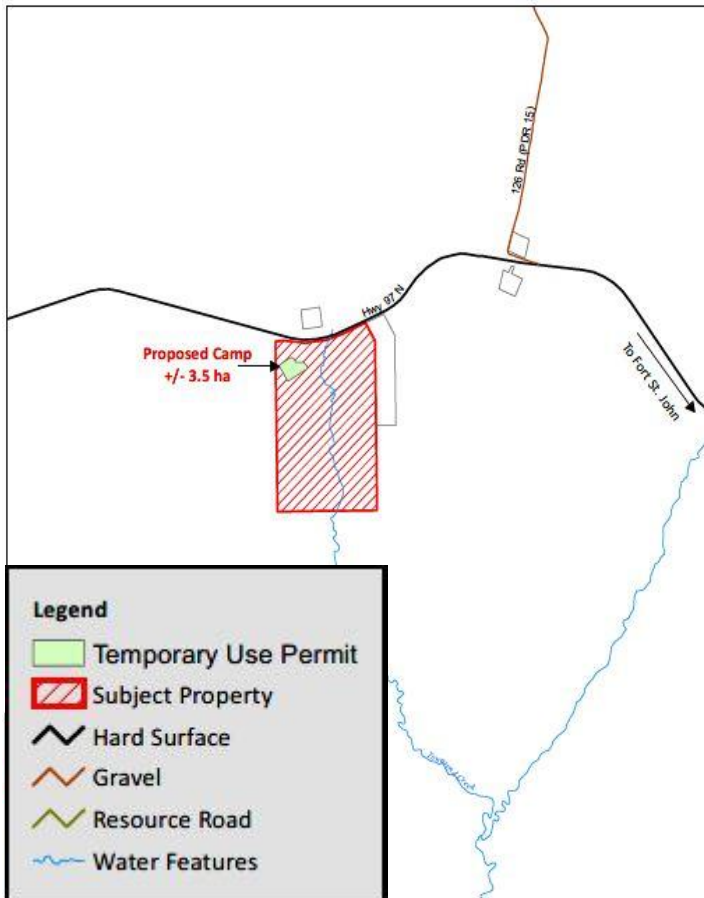 126 Rd (PDR 15)
Hwy 97 N
Proposed Camp
+/- 3.5 ha
To Fort St. John
Legend
Temporary Use Permit
Subject Property
Hard Surface
Gravel
Resource Road
Water Features